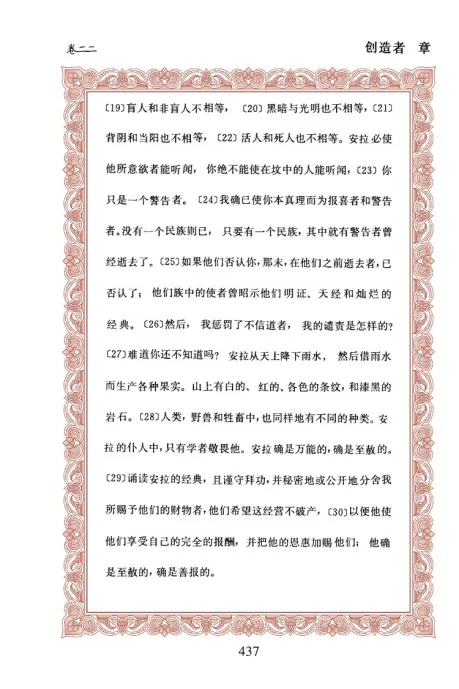 卷二二
创造者 章
〔19〕盲人和非盲人不相等，〔20〕黑暗与光明也不相等，〔21〕
背阴和当阳也不相等，〔22〕活人和死人也不相等。安拉必使
他所意欲者能听闻，你绝不能使在坟中的人能听闻，〔23〕你
只是一个警告者。〔24〕我确已使你本真理而为报喜者和警告
者。没有一个民族则已，只要有一个民族，其中就有警告者曾
经逝去了。〔25〕如果他们否认你，那末，在他们之前逝去者，已
否认了；他们族中的使者曾昭示他们明证、天经和灿烂的
经典。〔26〕然后，我惩罚了不信道者，我的谴责是怎样的？
〔27〕难道你还不知道吗？安拉从天上降下雨水，然后借雨水
而生产各种果实。山上有白的、红的、各色的条纹，和漆黑的
岩石。〔28〕人类，野兽和牲畜中，也同样地有不同的种类。安
拉的仆人中，只有学者敬畏他。安拉确是万能的，确是至赦的。
〔29〕诵读安拉的经典，且谨守拜功，并秘密地或公开地分舍我
所赐予他们的财物者，他们希望这经营不破产，〔30〕以便他使
他们享受自己的完全的报酬，并把他的恩惠加赐他们；他确
是至赦的，确是善报的。
437